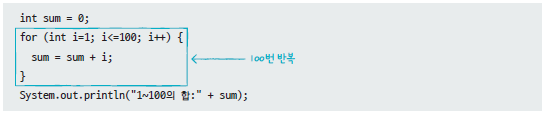 int sum = 0;
for (int i=1; i<=100; i++) {
sum = sum + i;
100번 반복
}
System.out.println("1~100의 합:" + sum);